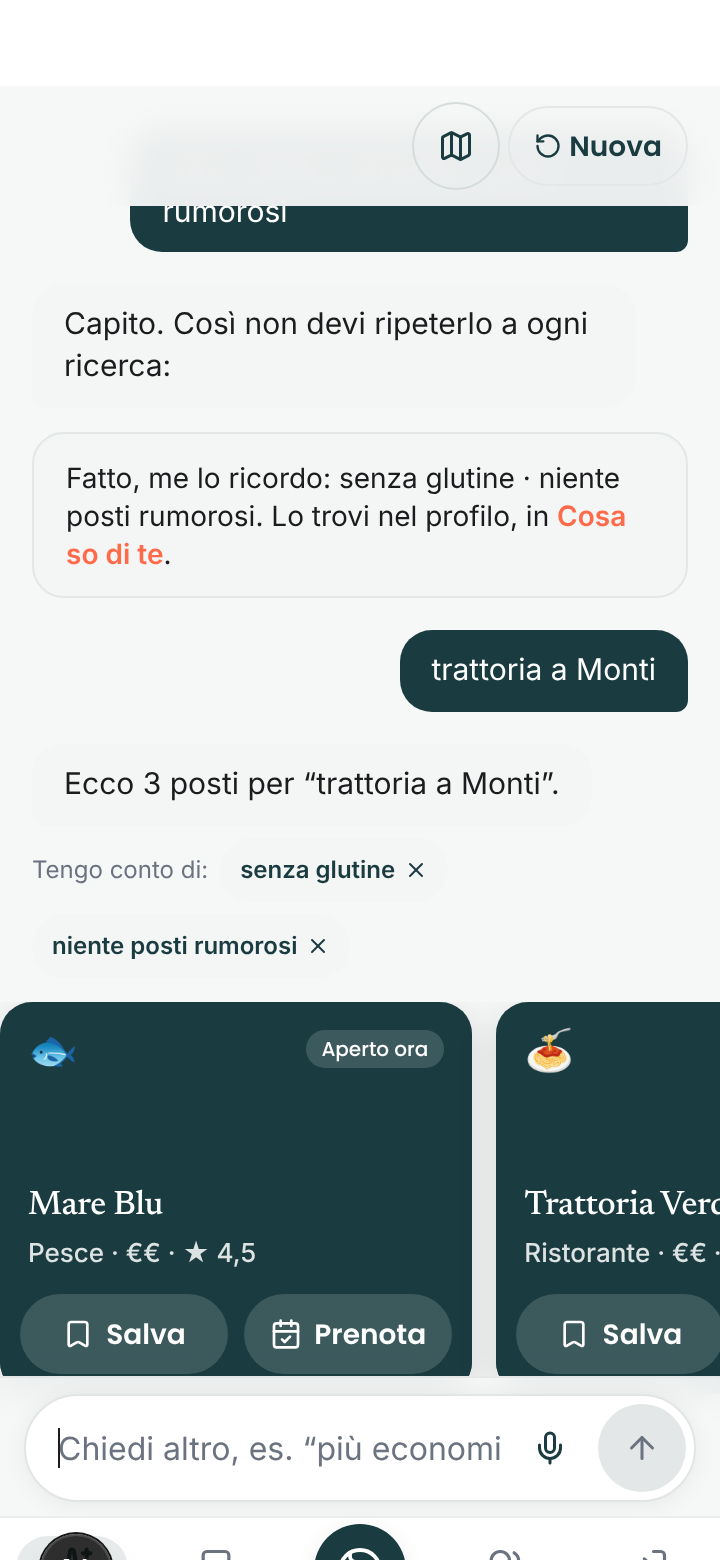 Nuova
rumorosi
Capito. Così non devi ripeterlo a ogni
ricerca:
Fatto, me lo ricordo: senza glutine · niente
posti rumorosi. Lo trovi nel profilo, in Cosa
so di te.
trattoria a Monti
Ecco 3 posti per “trattoria a Monti”.
Tengo conto di: senza glutine ×
niente posti rumorosi ×
Aperto ora
Mare Blu
Pesce · €€ · ★ 4,5
Salva Prenota
Trattoria
Ristorante · €€ ·
Salva
Chiedi altro, es. “più economi